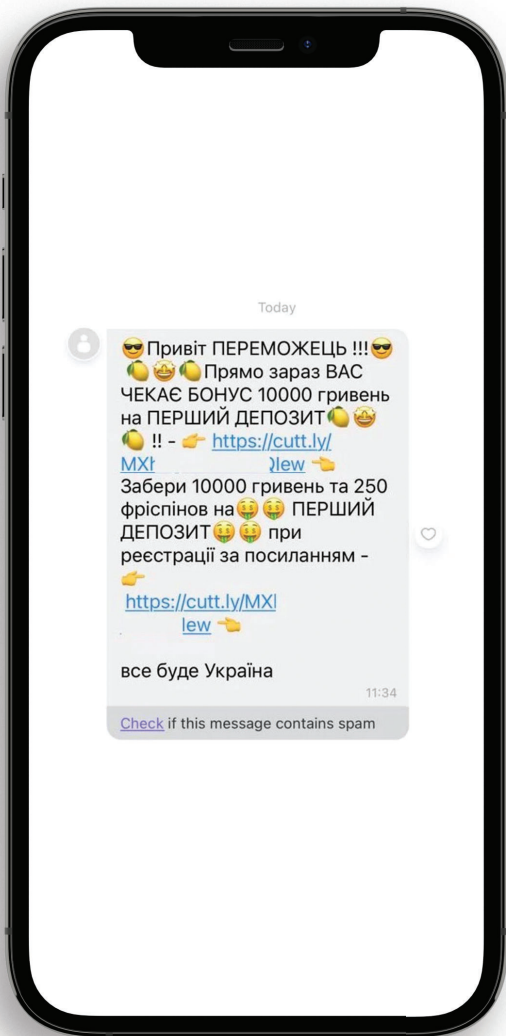 Today
😎Привіт ПЕРЕМОЖЕЦЬ !!!😎
🍋🤩🍋Прямо зараз ВАС
ЧЕКАЄ БОНУС 10000 гривень
на ПЕРШИЙ ДЕПОЗИТ🍋🤩
🍋 !! - 👉 https://cutt.ly/
lew 👈
Забери 10000 гривень та 250
фріспінов на🤑🤑 ПЕРШИЙ
ДЕПОЗИТ🤑🤑 при
реєстрації за посиланням -
👉
https://cutt.ly/MX
lew 👈
все буде Україна
11:34
Check if this message contains spam